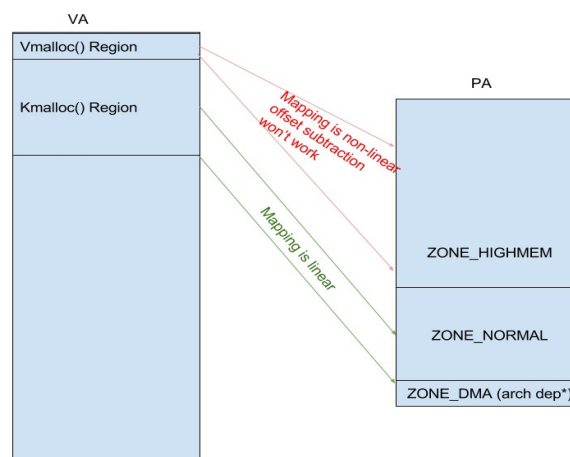 VA
Vmalloc() Region
Kmalloc() Region
Mapping is non-linear
offset subtraction
won't work
Mapping is linear
PA
ZONE_HIGHMEM
ZONE_NORMAL
ZONE_DMA (arch dep*)